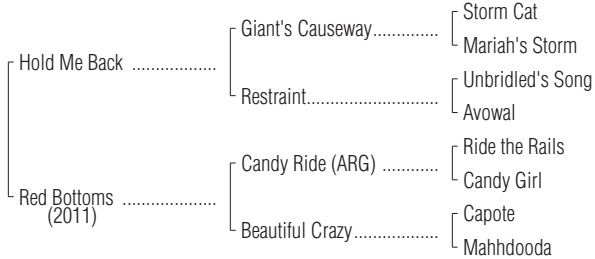 Storm Cat
Giant's Causeway..............
Mariah's Storm
Hold Me Back ..................
Unbridled's Song
Restraint............................
Avowal
Ride the Rails
Candy Ride (ARG) ............
Candy Girl
Red Bottoms ....................
(2011)
Capote
Beautiful Crazy..................
Mahhdooda